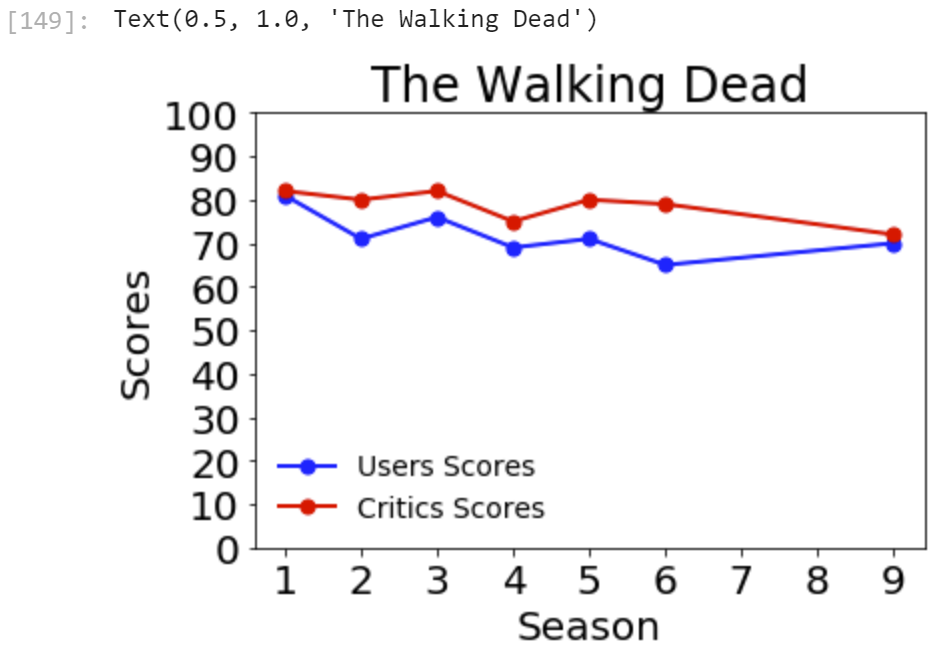 [149]: Text(0.5, 1.0, 'The Walking Dead')
The Walking Dead
100
90
80
70
60
50
40
30
20
10
0
Scores
Users Scores
Critics Scores
1 2 3 4 5 6 7 8 9
Season